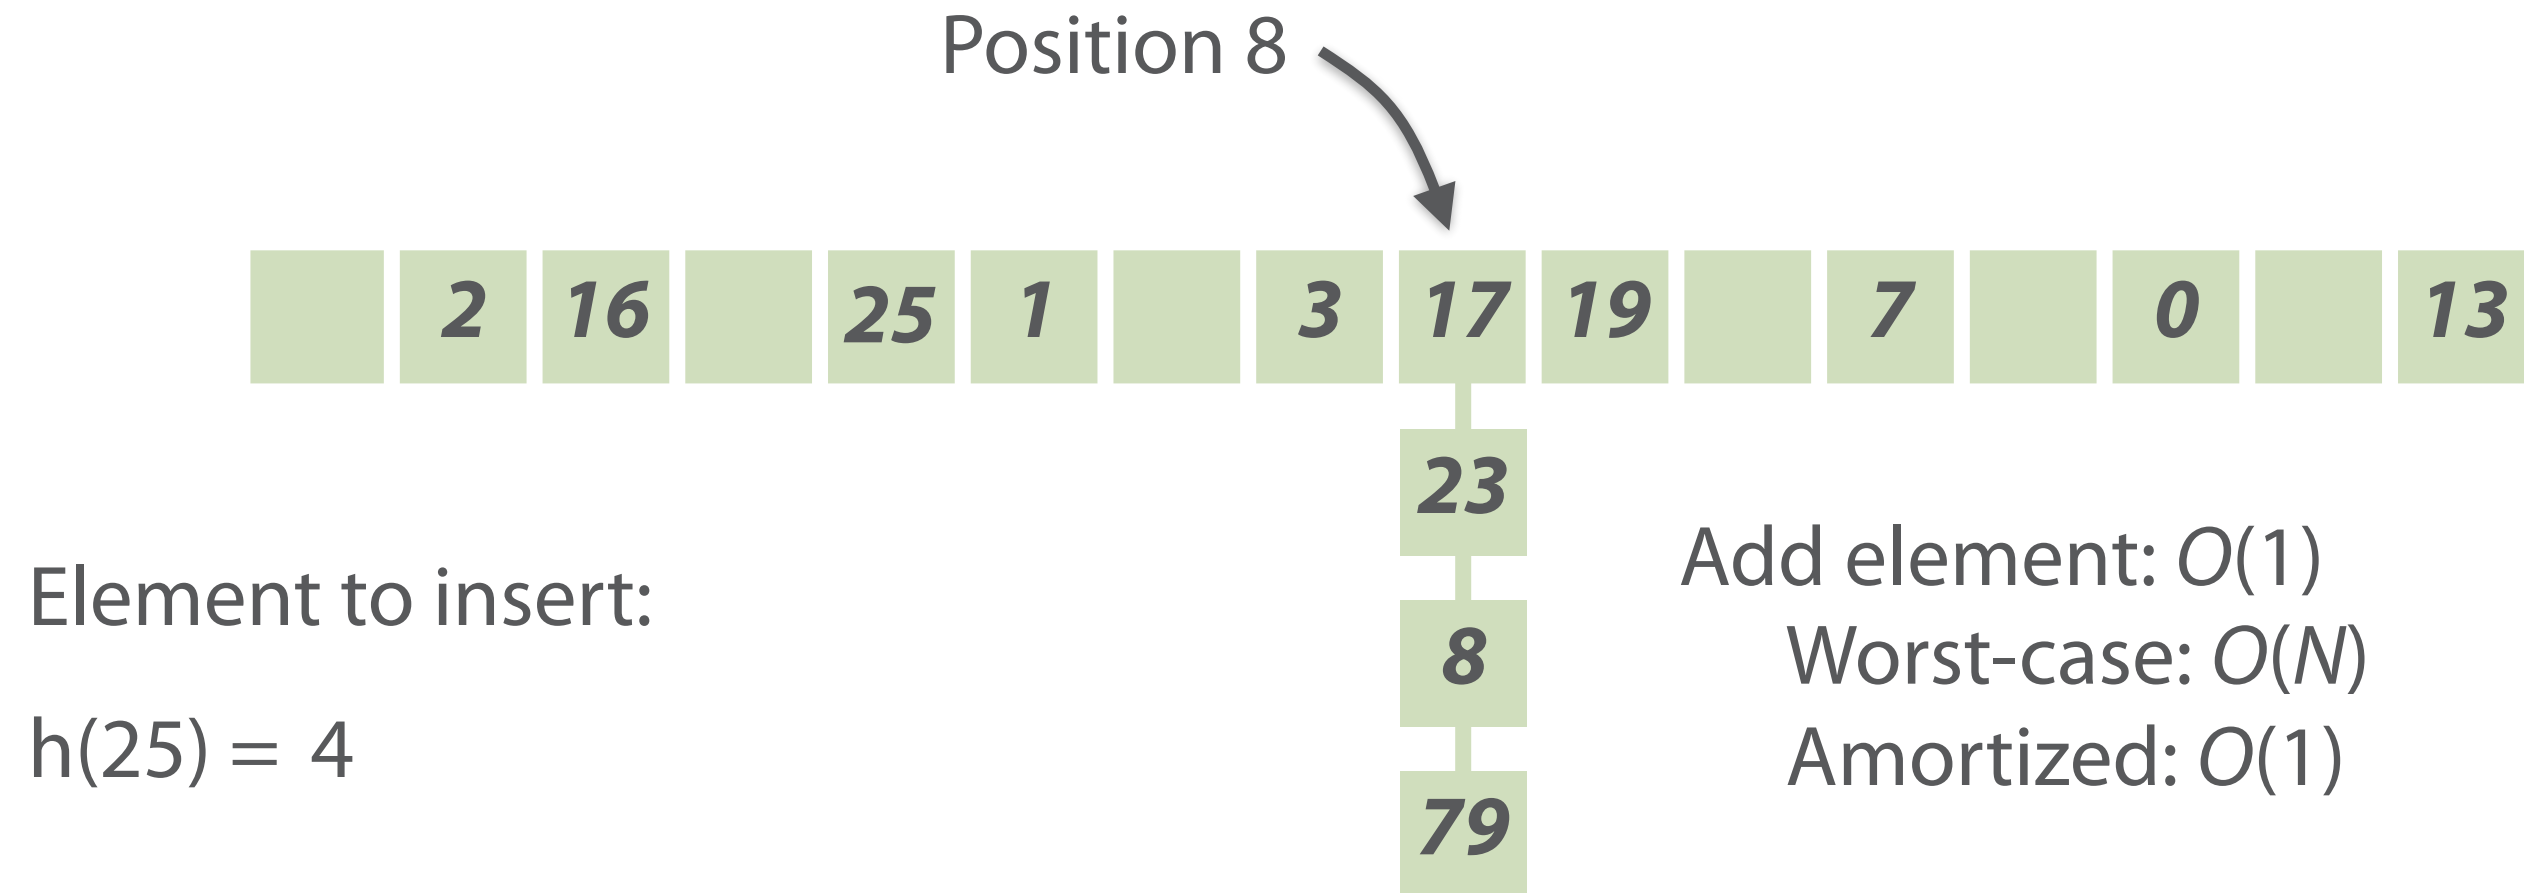 Position 8
2 16 25 1 3 17 19 7 0 13
23
8
79
Element to insert:
h(25) = 4
Add element: O(1)
Worst-case: O(N)
Amortized: O(1)